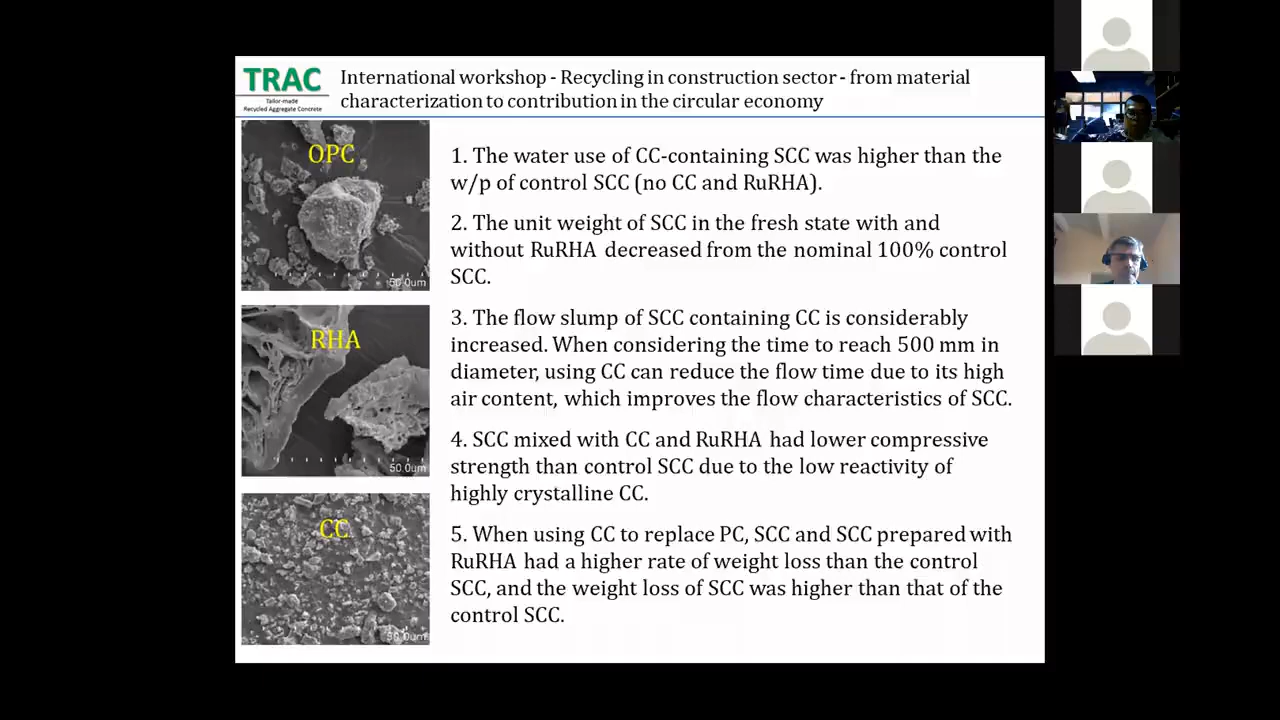 TRAC
Tailor-made
Recycled Aggregate Concrete
International workshop - Recycling in construction sector - from material
characterization to contribution in the circular economy
OPC
50.0um
RHA
50.0um
CC
50.0um
1. The water use of CC-containing SCC was higher than the
w/p of control SCC (no CC and RuRHA).
2. The unit weight of SCC in the fresh state with and
without RuRHA decreased from the nominal 100% control
SCC.
3. The flow slump of SCC containing CC is considerably
increased. When considering the time to reach 500 mm in
diameter, using CC can reduce the flow time due to its high
air content, which improves the flow characteristics of SCC.
4. SCC mixed with CC and RuRHA had lower compressive
strength than control SCC due to the low reactivity of
highly crystalline CC.
5. When using CC to replace PC, SCC and SCC prepared with
RuRHA had a higher rate of weight loss than the control
SCC, and the weight loss of SCC was higher than that of the
control SCC.